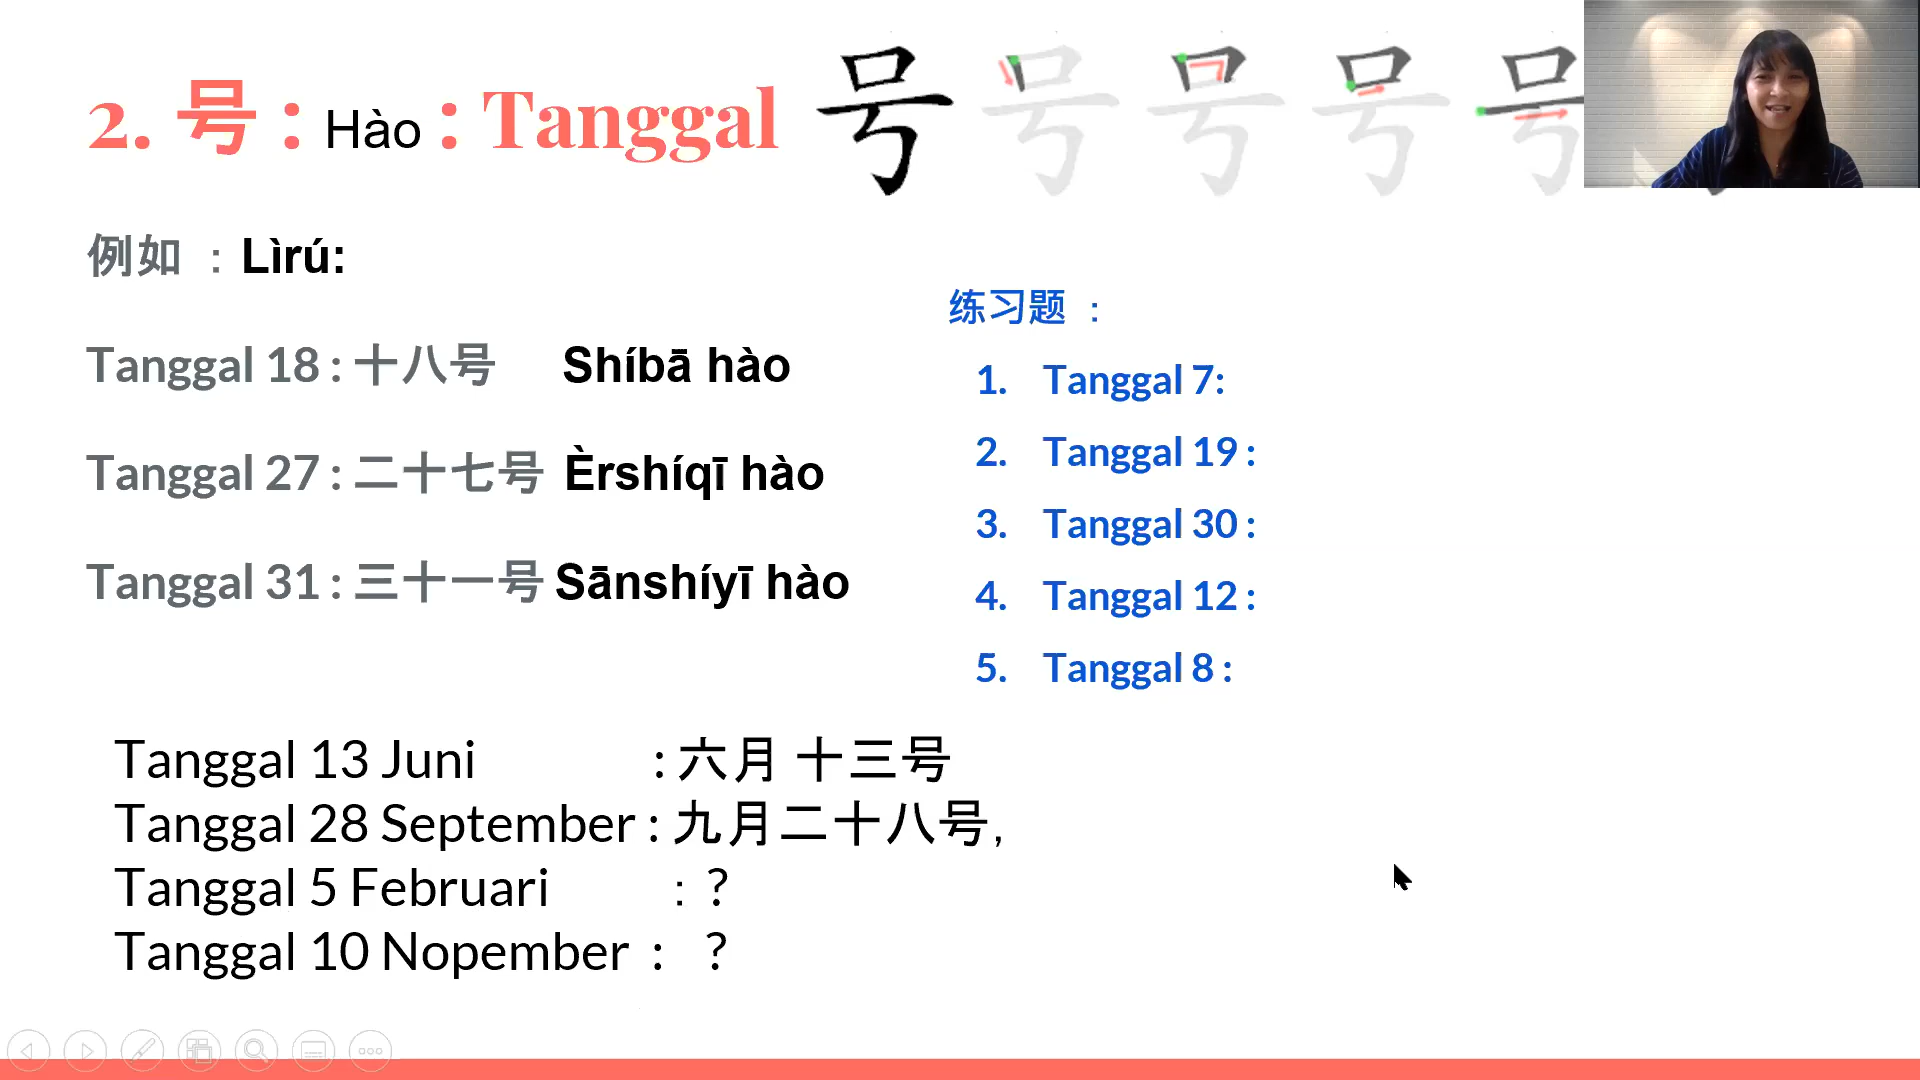 2. 号 : Hào : Tanggal 号 号 号 号 号
例如 : Lìrú:
Tanggal 18 : 十八号 Shíbā hào
Tanggal 27 : 二十七号 Èrshíqī hào
Tanggal 31 : 三十一号 Sānshíyī hào
练习题 :
1. Tanggal 7:
2. Tanggal 19 :
3. Tanggal 30 :
4. Tanggal 12 :
5. Tanggal 8 :
Tanggal 13 Juni : 六月 十三号
Tanggal 28 September : 九月二十八号,
Tanggal 5 Februari : ?
Tanggal 10 Nopember : ?